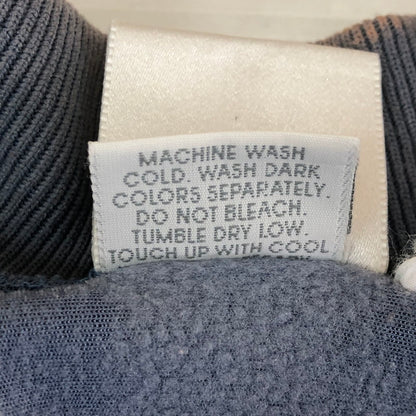 MACHINE WASH
COLD. WASH DARK
COLORS SEPARATELY.
DO NOT BLEACH.
TUMBLE DRY LOW.
TOUCH UP WITH COOL